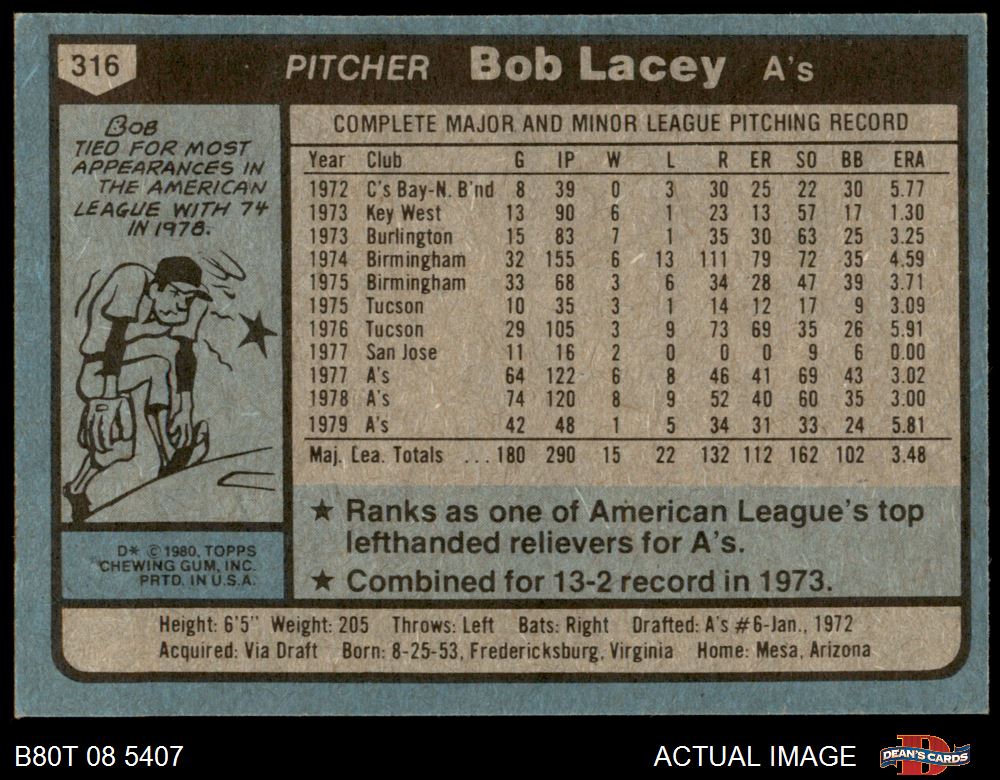 316
PITCHER Bob Lacey A's
BOB
TIED FOR MOST
APPEARANCES IN
THE AMERICAN
LEAGUE WITH 74
IN 1978.
D* © 1980, TOPPS
CHEWING GUM, INC.
PRTD. IN U.S.A.
COMPLETE MAJOR AND MINOR LEAGUE PITCHING RECORD
Year Club G IP W L R ER SO BB ERA
1972 C's Bay-N. B'nd 8 39 0 3 30 25 22 30 5.77
1973 Key West 13 90 6 1 23 13 57 17 1.30
1973 Burlington 15 83 7 1 35 30 63 25 3.25
1974 Birmingham 32 155 6 13 111 79 72 35 4.59
1975 Birmingham 33 68 3 6 34 28 47 39 3.71
1975 Tucson 10 35 3 1 14 12 17 9 3.09
1976 Tucson 29 105 3 9 73 69 35 26 5.91
1977 San Jose 11 16 2 0 0 0 9 6 0.00
1977 A's 64 122 6 8 46 41 69 43 3.02
1978 A's 74 120 8 9 52 40 60 35 3.00
1979 A's 42 48 1 5 34 31 33 24 5.81
Maj. Lea. Totals ... 180 290 15 22 132 112 162 102 3.48
★ Ranks as one of American League's top
lefthanded relievers for A's.
★ Combined for 13-2 record in 1973.
Height: 6'5" Weight: 205 Throws: Left Bats: Right Drafted: A's #6-Jan., 1972
Acquired: Via Draft Born: 8-25-53, Fredericksburg, Virginia Home: Mesa, Arizona
B80T 08 5407 ACTUAL IMAGE DEAN'S CARDS